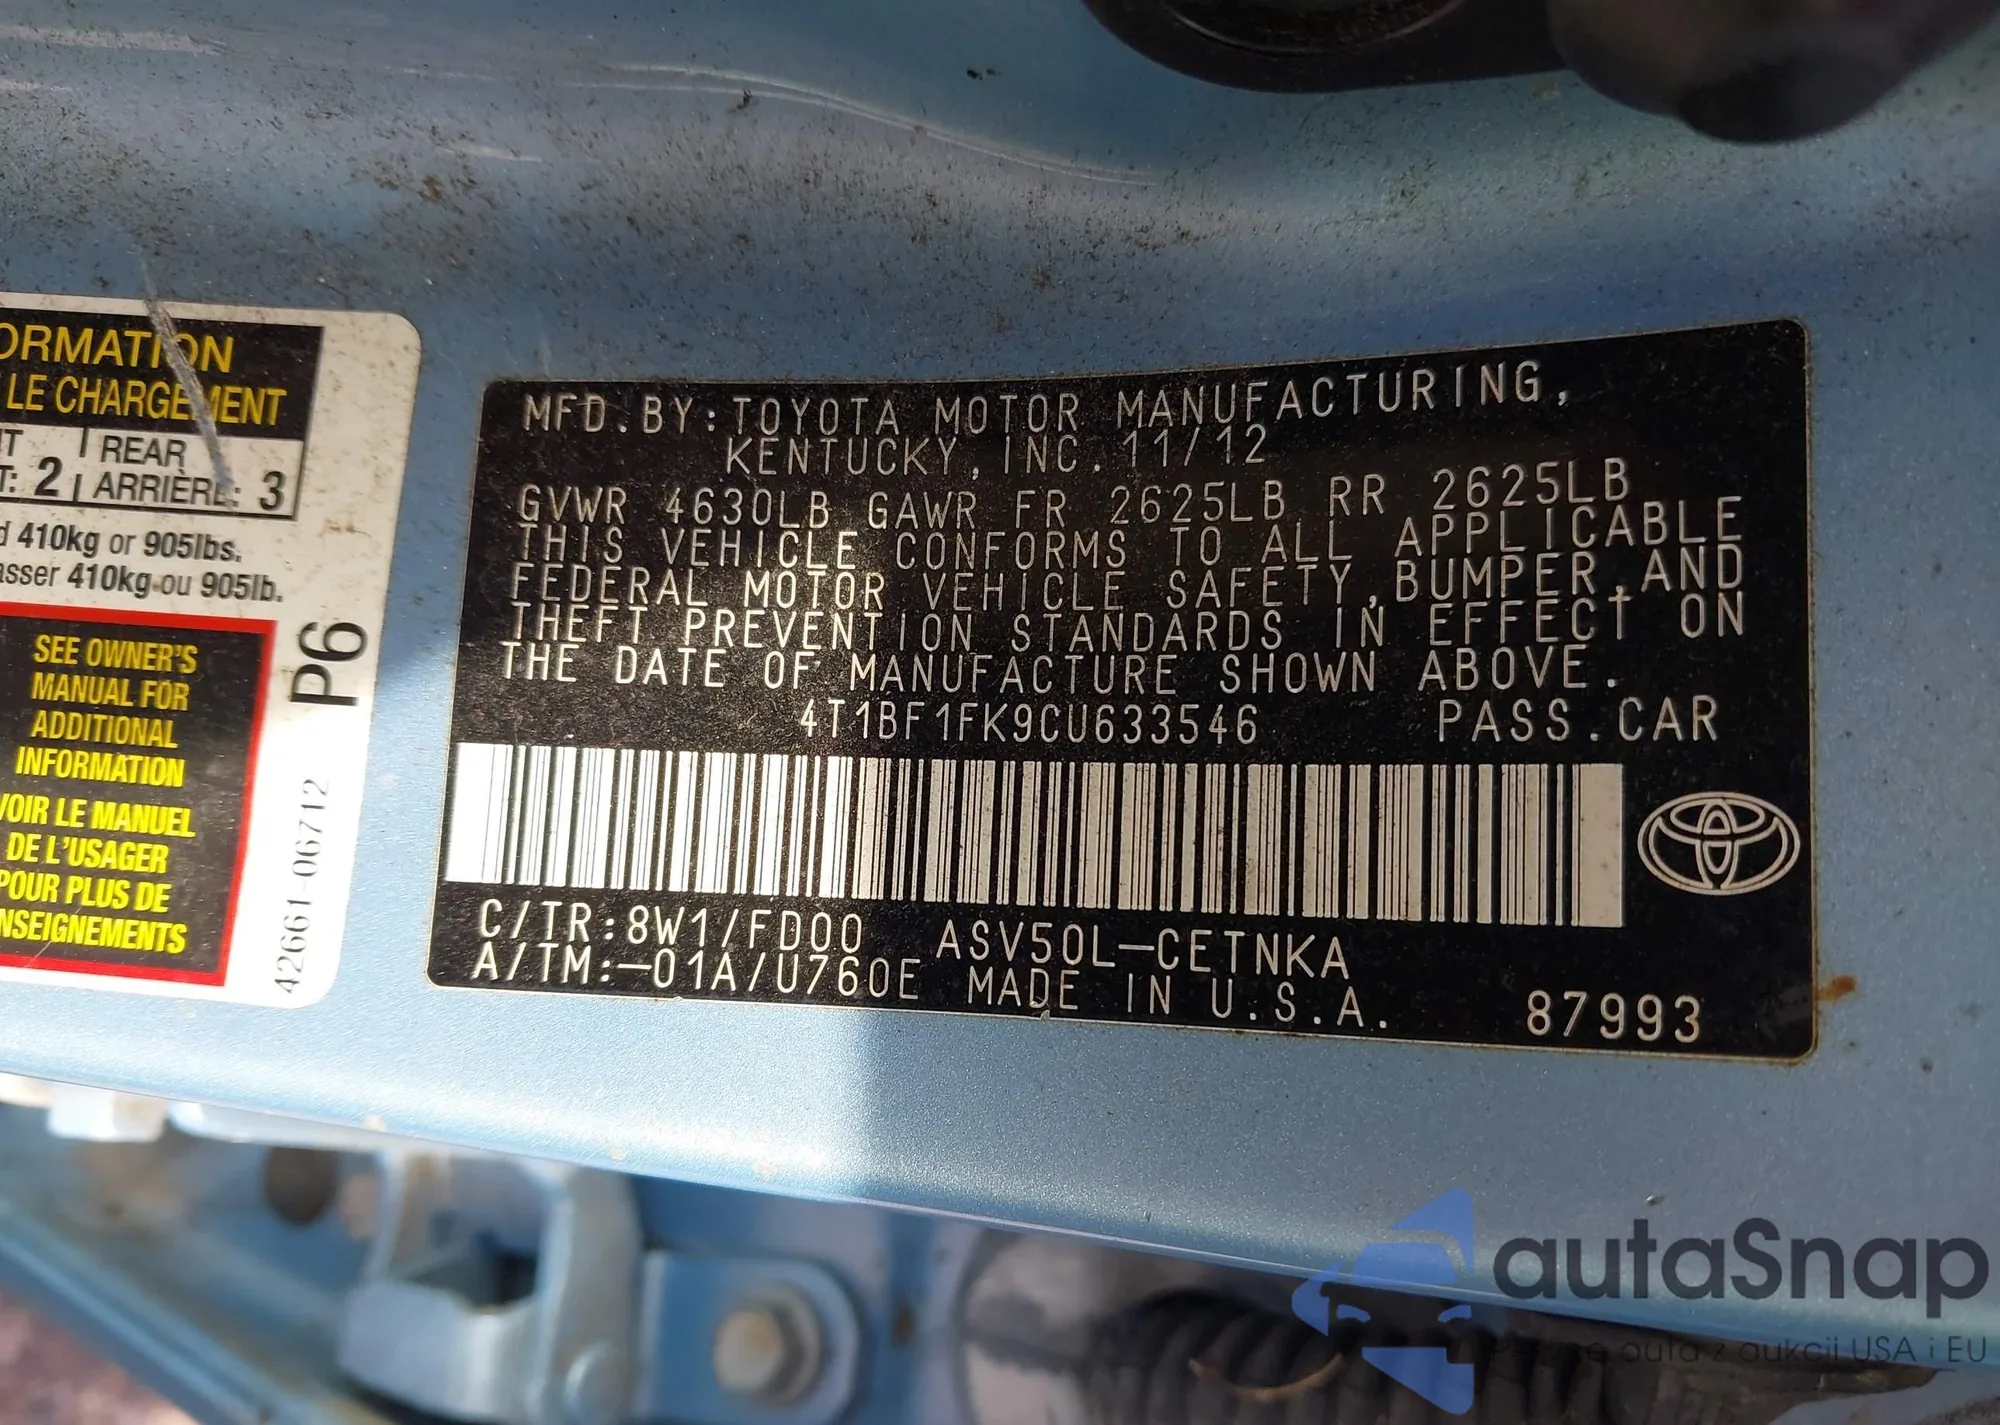 ORMATION
LE CHARGEMENT
T | REAR
T: 2 | ARRIÈRE: 3
d 410kg or 905lbs.
asser 410kg ou 905lb.
SEE OWNER'S
MANUAL FOR
ADDITIONAL
INFORMATION
VOIR LE MANUEL
DE L'USAGER
POUR PLUS DE
NSEIGNEMENTS
P6
42661-06712
MFD.BY:TOYOTA MOTOR MANUFACTURING,
KENTUCKY,INC. 11/12
GVWR 4630LB GAWR FR 2625LB RR 2625LB
THIS VEHICLE CONFORMS TO ALL APPLICABLE
FEDERAL MOTOR VEHICLE SAFETY,BUMPER,AND
THEFT PREVENTION STANDARDS IN EFFECT ON
THE DATE OF MANUFACTURE SHOWN ABOVE.
4T1BF1FK9CU633546 PASS.CAR
C/TR:8W1/FD00 ASV50L-CETNKA
A/TM:-01A/U760E MADE IN U.S.A. 87993
autaSnap
auta z aukcji USA i EU